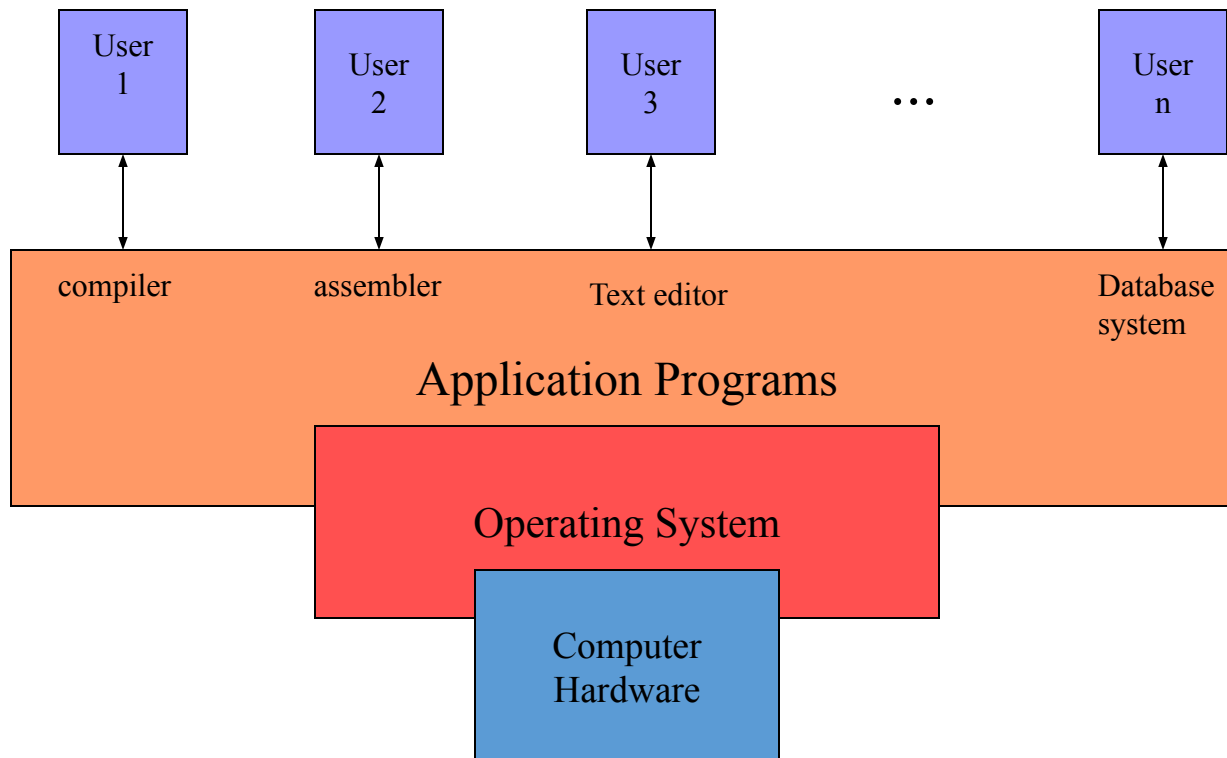 User
1
User
2
User
3
...
User
n
compiler
assembler
Text editor
Database
system
Application Programs
Operating System
Computer
Hardware